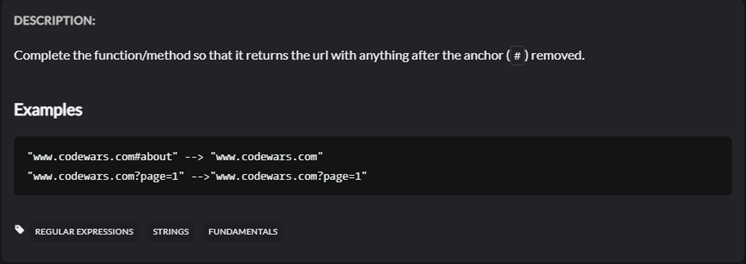 DESCRIPTION:
Complete the function/method so that it returns the url with anything after the anchor ( # ) removed.
Examples
"www.codewars.com#about" --> "www.codewars.com"
"www.codewars.com?page=1" -->"www.codewars.com?page=1"
REGULAR EXPRESSIONS STRINGS FUNDAMENTALS